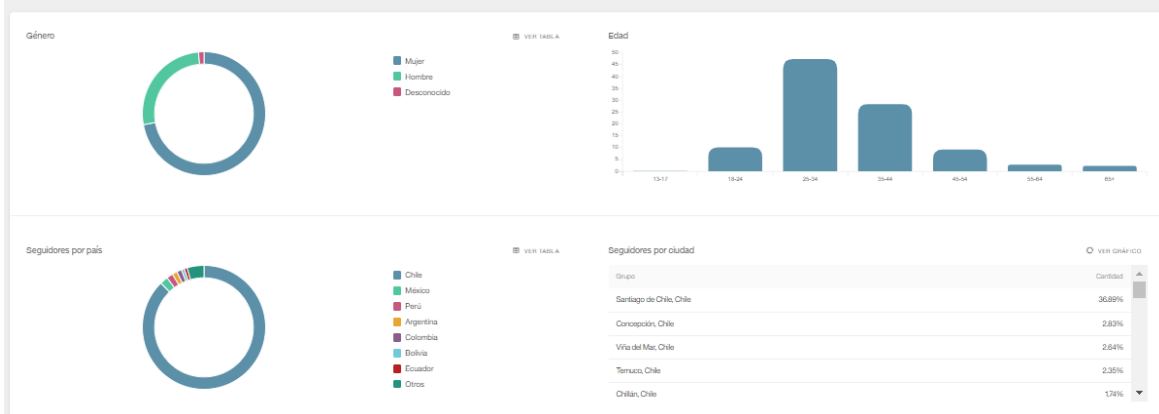 Género
VER TABLA
Mujer
Hombre
Desconocido
Edad
50
45
40
35
30
25
20
15
10
5
0
13-17
18-24
25-34
35-44
45-54
55-64
65+
Seguidores por país
VER TABLA
Chile
México
Perú
Argentina
Colombia
Bolivia
Ecuador
Otros
Seguidores por ciudad
VER GRÁFICO
Grupo Cantidad
Santiago de Chile, Chile 36.89%
Concepción, Chile 2.83%
Viña del Mar, Chile 2.64%
Temuco, Chile 2.35%
Chillán, Chile 1.74%